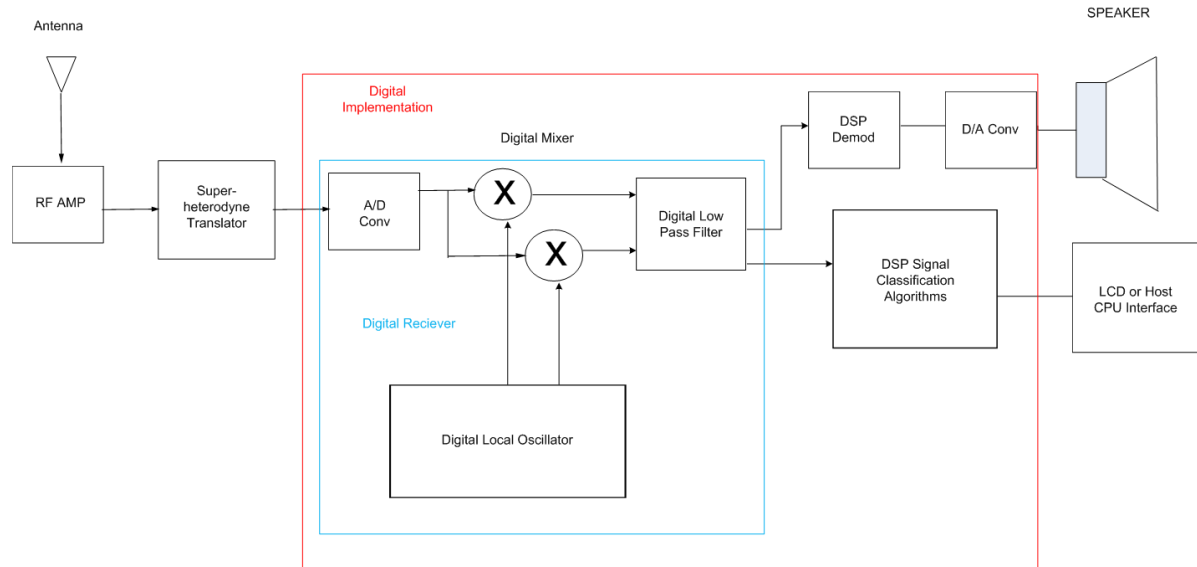 Antenna
SPEAKER
Digital
Implementation
DSP
Demod
D/A Conv
Digital Mixer
RF AMP
Super-
heterodyne
Translator
A/D
Conv
X
X
Digital Low
Pass Filter
DSP Signal
Classification
Algorithms
LCD or Host
CPU Interface
Digital Reciever
Digital Local Oscillator